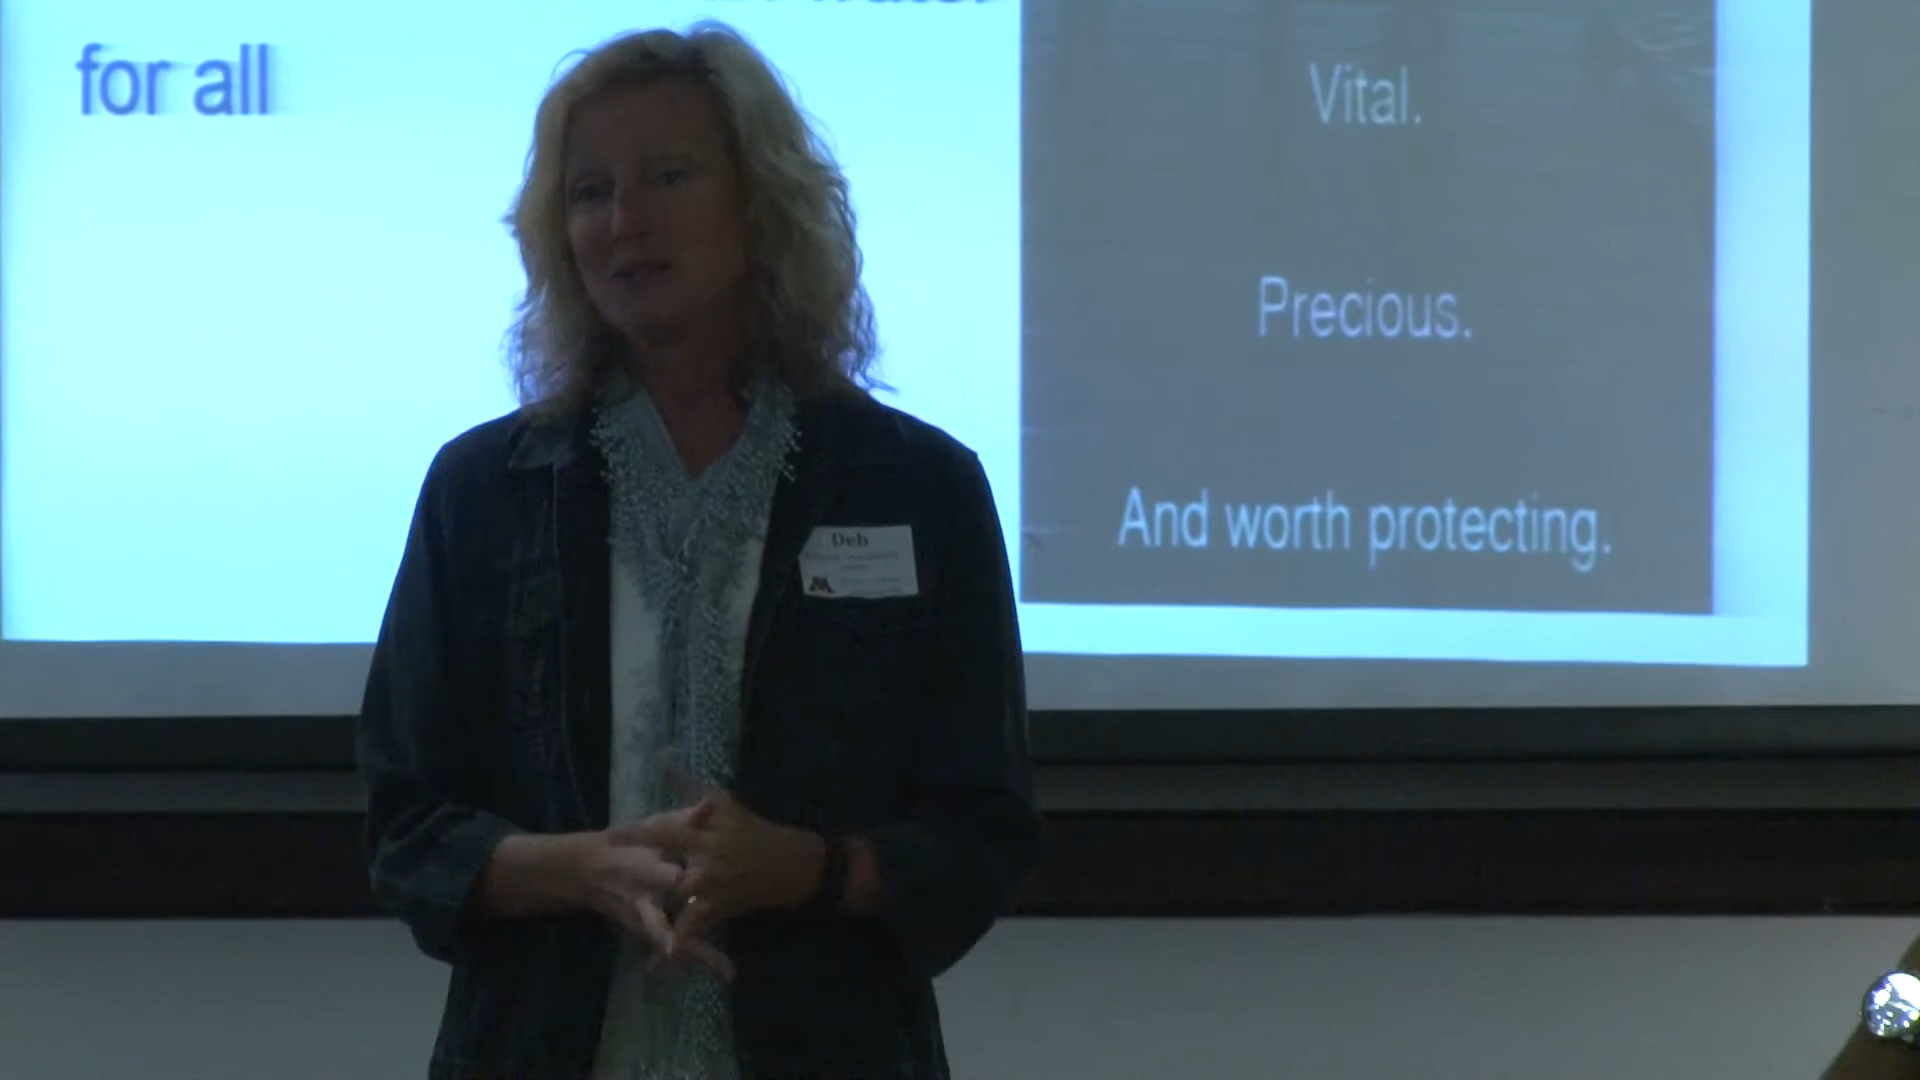 for all
Vital.
Precious.
And worth protecting.
Deb